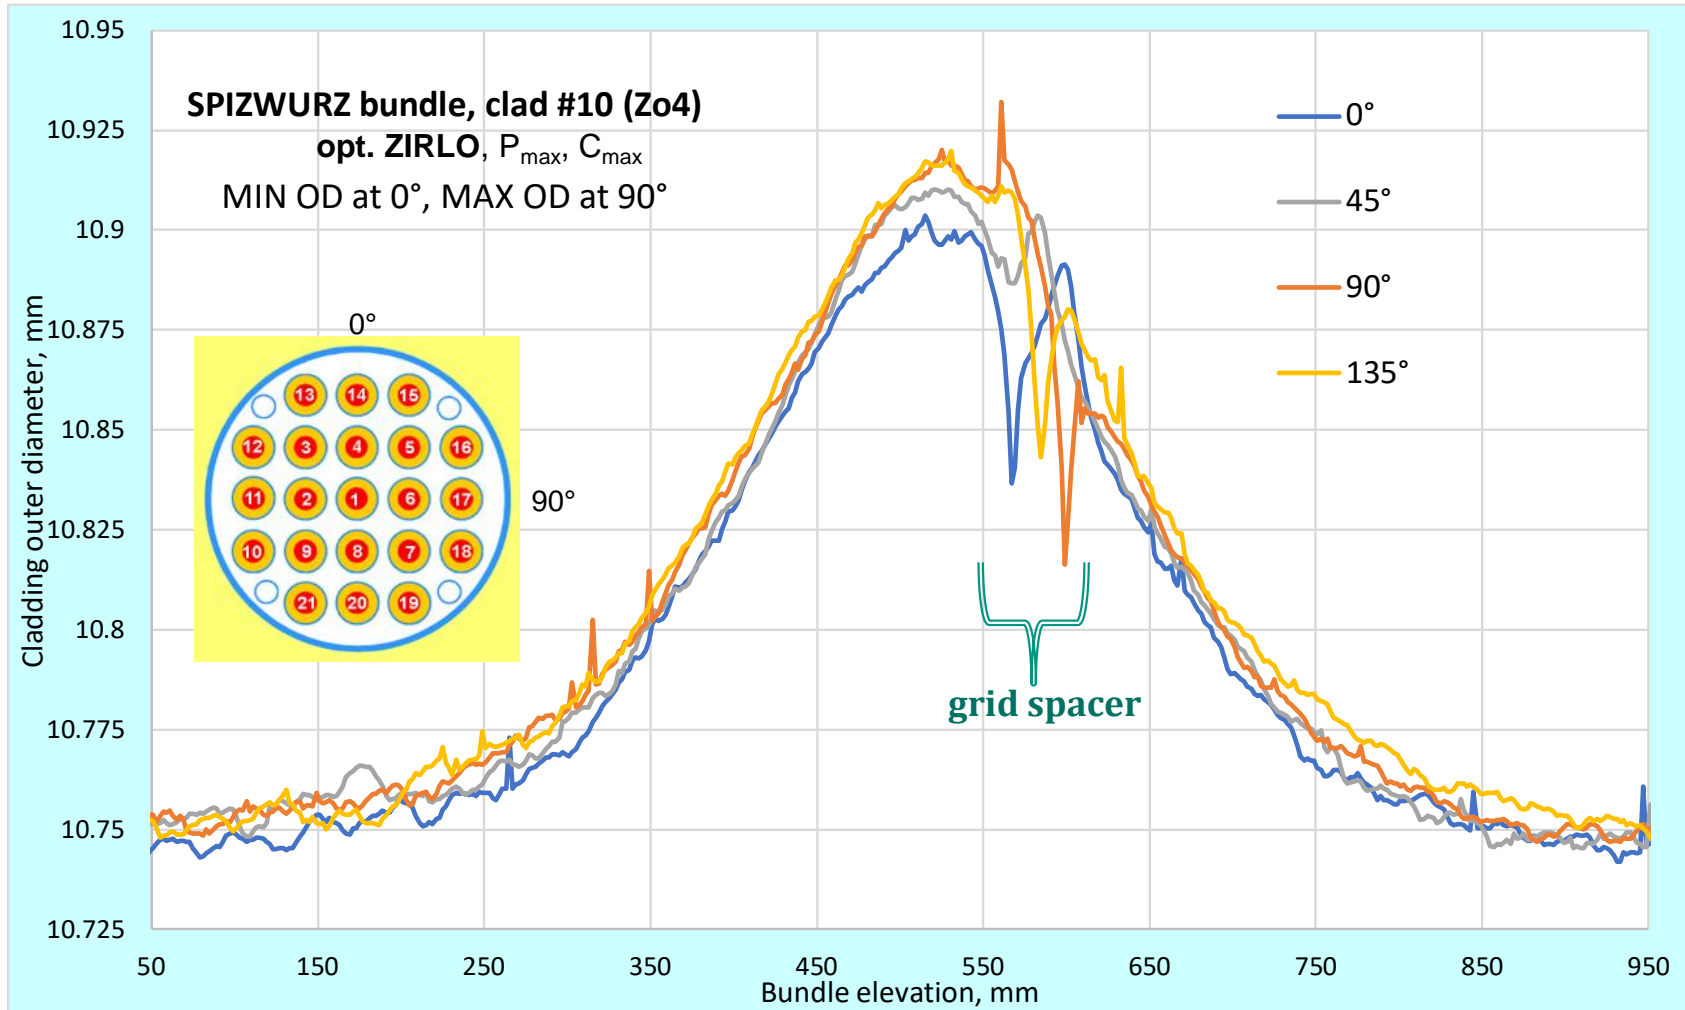 SPIZWURZ bundle, clad #10 (Zo4)
opt. ZIRLO, Pmax, Cmax
MIN OD at 0°, MAX OD at 90°
0°
45°
90°
135°
Cladding outer diameter, mm
10.95
10.925
10.9
10.875
10.85
10.825
10.8
10.775
10.75
10.725
0°
90°
13 14 15
12 3 4 5 16
11 2 1 6 17
10 9 8 7 18
21 20 19
grid spacer
50 150 250 350 450 550 650 750 850 950
Bundle elevation, mm